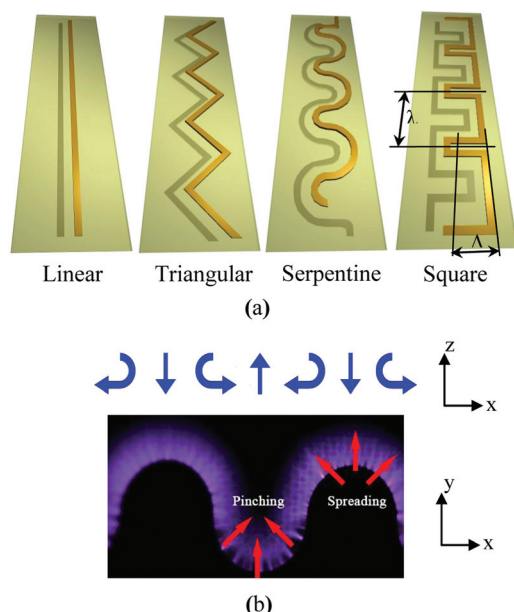 λ.
Λ
Linear Triangular Serpentine Square
(a)
z
x
Pinching Spreading
y
x
(b)